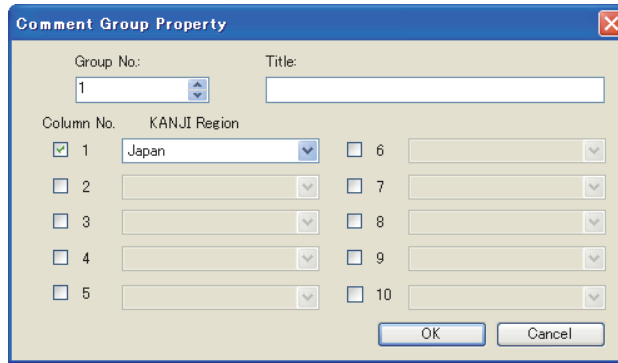 Comment Group Property
Group No.: Title:
1
Column No. KANJI Region
1 Japan 6
2 7
3 8
4 9
5 10
OK Cancel